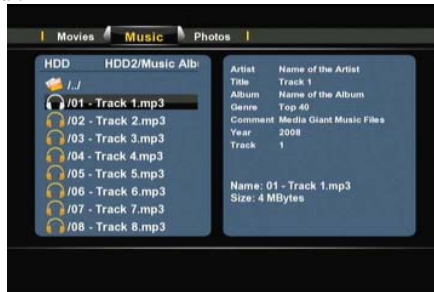 Movies Music Photos
HDD HDD2/Music Alb
/../
/01 - Track 1.mp3
/02 - Track 2.mp3
/03 - Track 3.mp3
/04 - Track 4.mp3
/05 - Track 5.mp3
/06 - Track 6.mp3
/07 - Track 7.mp3
/08 - Track 8.mp3
Artist Name of the Artist
Title Track 1
Album Name of the Album
Genre Top 40
Comment Media Giant Music Files
Year 2008
Track 1
Name: 01 - Track 1.mp3
Size: 4 MBytes